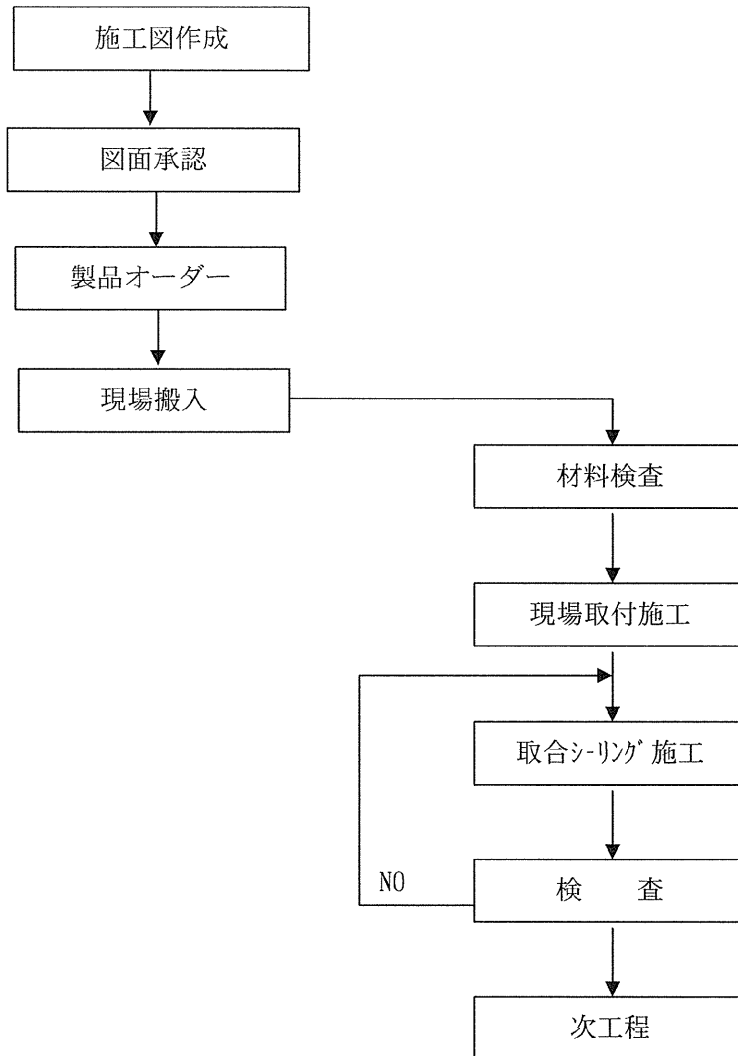 施工図作成
図面承認
製品オーダー
現場搬入
材料検査
現場取付施工
取合ｼｰﾘﾝｸﾞ施工
NO
検　　査
次工程